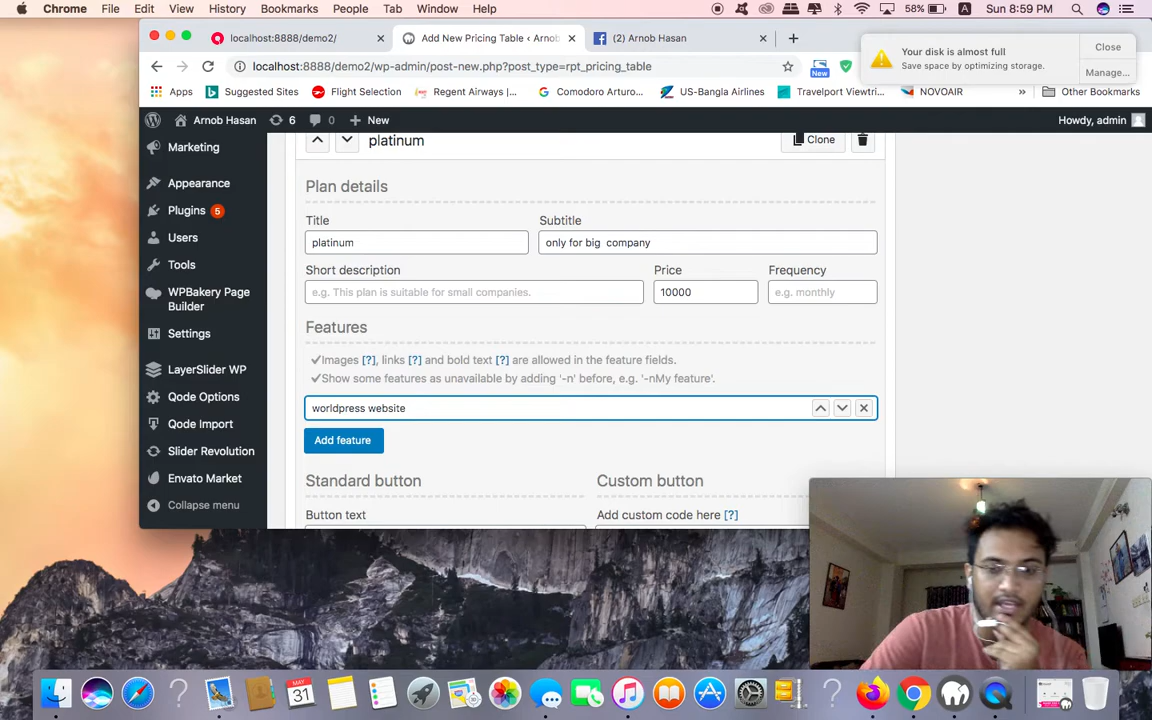 Chrome File Edit View History Bookmarks People Tab Window Help 58% A Sun 8:59 PM
localhost:8888/demo2/ Add New Pricing Table ‹ Arnob (2) Arnob Hasan
Your disk is almost full
Save space by optimizing storage.
Close
Manage...
localhost:8888/demo2/wp-admin/post-new.php?post_type=rpt_pricing_table New
Apps Suggested Sites Flight Selection Regent Airways |... Comodoro Arturo... US-Bangla Airlines Travelport Viewtri... NOVOAIR » Other Bookmarks
Arnob Hasan 6 0 New Howdy, admin
Marketing
Appearance
Plugins 5
Users
Tools
WPBakery Page
Builder
Settings
LayerSlider WP
Qode Options
Qode Import
Slider Revolution
Envato Market
Collapse menu
platinum Clone
Plan details
Title Subtitle
platinum only for big  company
Short description Price Frequency
e.g. This plan is suitable for small companies. 10000 e.g. monthly
Features
✓Images [?], links [?] and bold text [?] are allowed in the feature fields.
✓Show some features as unavailable by adding '-n' before, e.g. '-nMy feature'.
worldpress website
Add feature
Standard button Custom button
Button text Add custom code here [?]
MAY
31